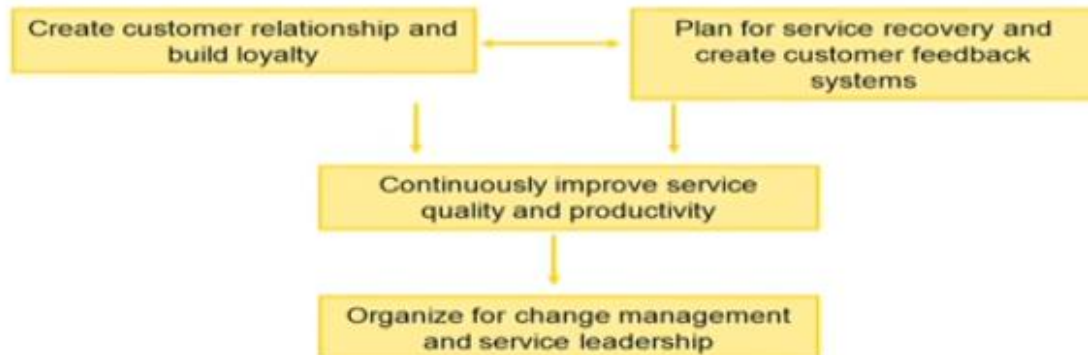 Create customer relationship and
build loyalty
Plan for service recovery and
create customer feedback
systems
Continuously improve service
quality and productivity
Organize for change management
and service leadership